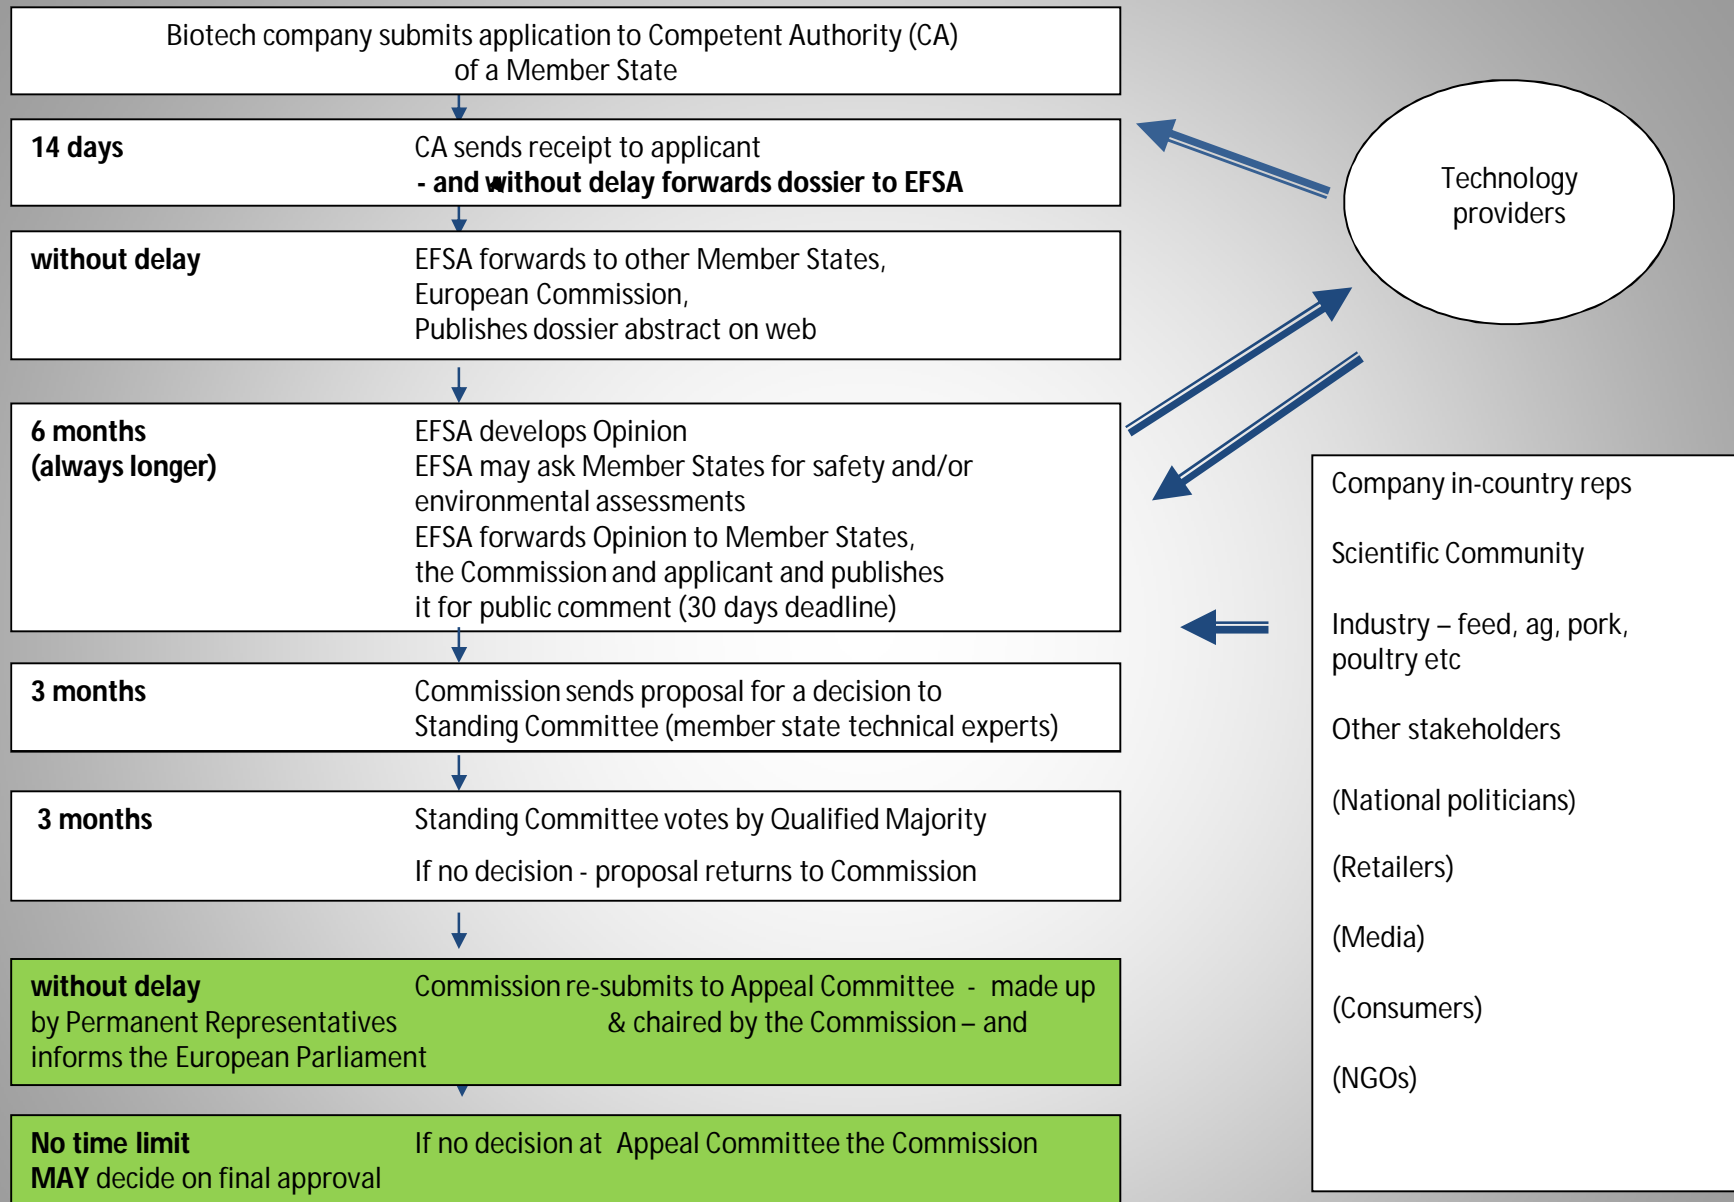 Biotech company submits application to Competent Authority (CA)
of a Member State
14 days CA sends receipt to applicant
- and without delay forwards dossier to EFSA
without delay EFSA forwards to other Member States,
European Commission,
Publishes dossier abstract on web
6 months EFSA develops Opinion
(always longer) EFSA may ask Member States for safety and/or
environmental assessments
EFSA forwards Opinion to Member States,
the Commission and applicant and publishes
it for public comment (30 days deadline)
3 months Commission sends proposal for a decision to
Standing Committee (member state technical experts)
3 months Standing Committee votes by Qualified Majority
If no decision - proposal returns to Commission
without delay Commission re-submits to Appeal Committee - made up
by Permanent Representatives & chaired by the Commission – and
informs the European Parliament
No time limit If no decision at Appeal Committee the Commission
MAY decide on final approval
Technology
providers
Company in-country reps
Scientific Community
Industry – feed, ag, pork,
poultry etc
Other stakeholders
(National politicians)
(Retailers)
(Media)
(Consumers)
(NGOs)